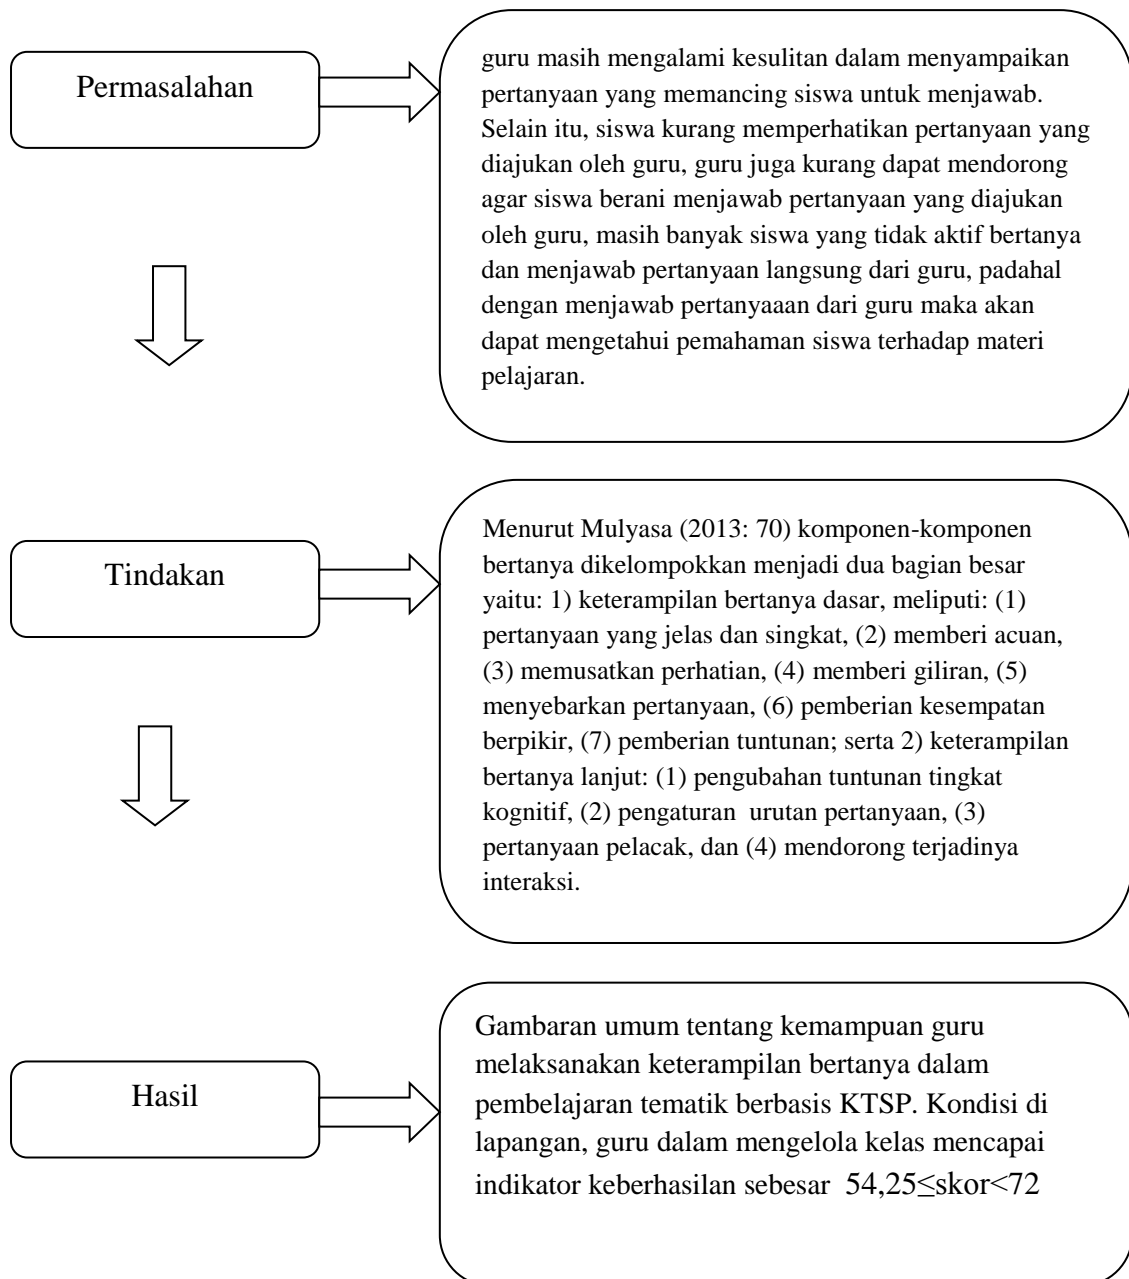 Permasalahan
guru masih mengalami kesulitan dalam menyampaikan
pertanyaan yang memancing siswa untuk menjawab.
Selain itu, siswa kurang memperhatikan pertanyaan yang
diajukan oleh guru, guru juga kurang dapat mendorong
agar siswa berani menjawab pertanyaan yang diajukan
oleh guru, masih banyak siswa yang tidak aktif bertanya
dan menjawab pertanyaan langsung dari guru, padahal
dengan menjawab pertanyaaan dari guru maka akan
dapat mengetahui pemahaman siswa terhadap materi
pelajaran.
Tindakan
Menurut Mulyasa (2013: 70) komponen-komponen
bertanya dikelompokkan menjadi dua bagian besar
yaitu: 1) keterampilan bertanya dasar, meliputi: (1)
pertanyaan yang jelas dan singkat, (2) memberi acuan,
(3) memusatkan perhatian, (4) memberi giliran, (5)
menyebarkan pertanyaan, (6) pemberian kesempatan
berpikir, (7) pemberian tuntunan; serta 2) keterampilan
bertanya lanjut: (1) pengubahan tuntunan tingkat
kognitif, (2) pengaturan urutan pertanyaan, (3)
pertanyaan pelacak, dan (4) mendorong terjadinya
interaksi.
Hasil
Gambaran umum tentang kemampuan guru
melaksanakan keterampilan bertanya dalam
pembelajaran tematik berbasis KTSP. Kondisi di
lapangan, guru dalam mengelola kelas mencapai
indikator keberhasilan sebesar 54,25≤skor<72